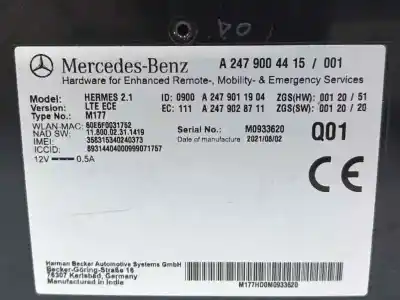 Mercedes-Benz A 247 900 44 15 / 001
Hardware for Enhanced Remote-, Mobility- & Emergency Services
Model: HERMES 2.1 ID: 0900 A 247 901 19 04 ZGS(HW): 001 20 / 51
LTE ECE EC: 111 A 247 902 87 11 ZGS(SW): 001 20 / 20
Type No.: M177
WLAN-MAC: 60E6F0031752
NAD SW: 11.800.02.31.1419
IMEI: 358315340240373
ICCID: 89314404000999071757
12V 0.5A
Serial No.: M0933620
Date of manufacture: 2021/08/02
Q01
CE
Harman Becker Automotive Systems GmbH
Becker-Göring-Straße 16
76307 Karlsbad, Germany
Manufactured in India
M177HD0M0933620